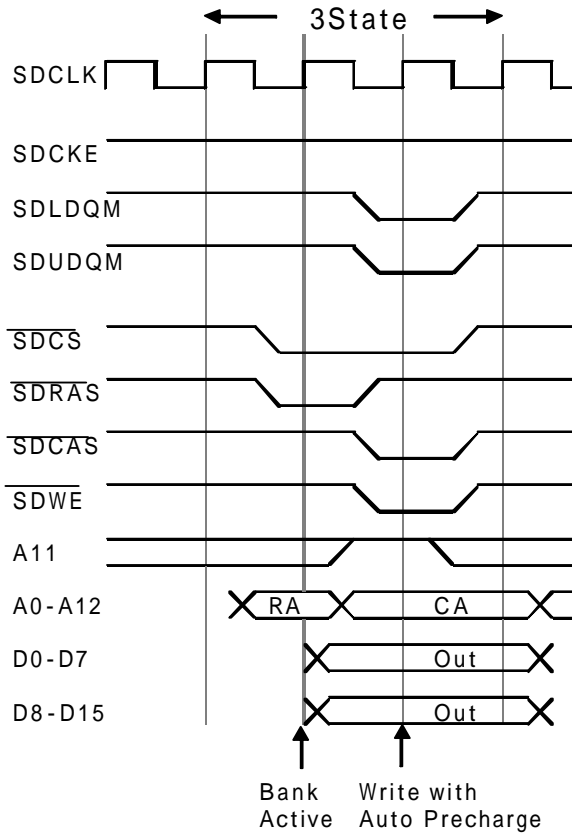 3State
SDCLK
SDCKE
SDLDQM
SDUDQM
SDCS
SDRAS
SDCAS
SDWE
A11
A0-A12 RA CA
D0-D7 Out
D8-D15 Out
Bank Active
Write with Auto Precharge